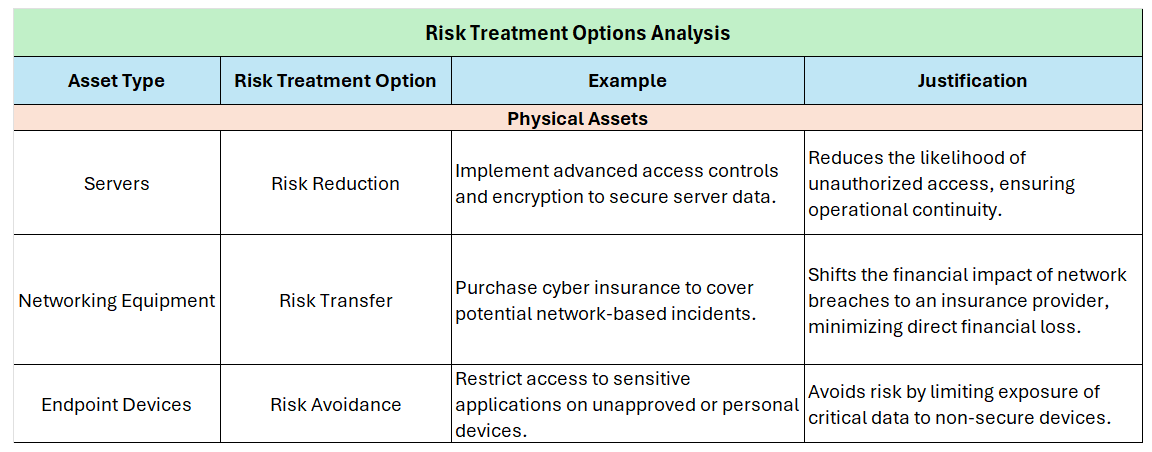 Risk Treatment Options Analysis
Asset Type
Risk Treatment Option
Example
Justification
Physical Assets
Servers
Risk Reduction
Implement advanced access controls
and encryption to secure server data.
Reduces the likelihood of
unauthorized access, ensuring
operational continuity.
Networking Equipment
Risk Transfer
Purchase cyber insurance to cover
potential network-based incidents.
Shifts the financial impact of network
breaches to an insurance provider,
minimizing direct financial loss.
Endpoint Devices
Risk Avoidance
Restrict access to sensitive
applications on unapproved or personal
devices.
Avoids risk by limiting exposure of
critical data to non-secure devices.